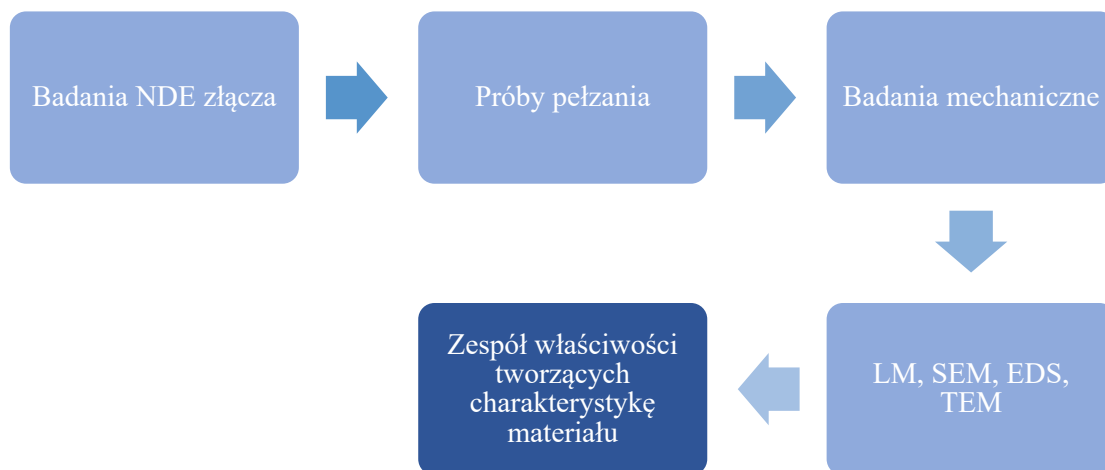 Badania NDE złącza
Próby pełzania
Badania mechaniczne
LM, SEM, EDS,
TEM
Zespół właściwości
tworzących
charakterystykę
materiału